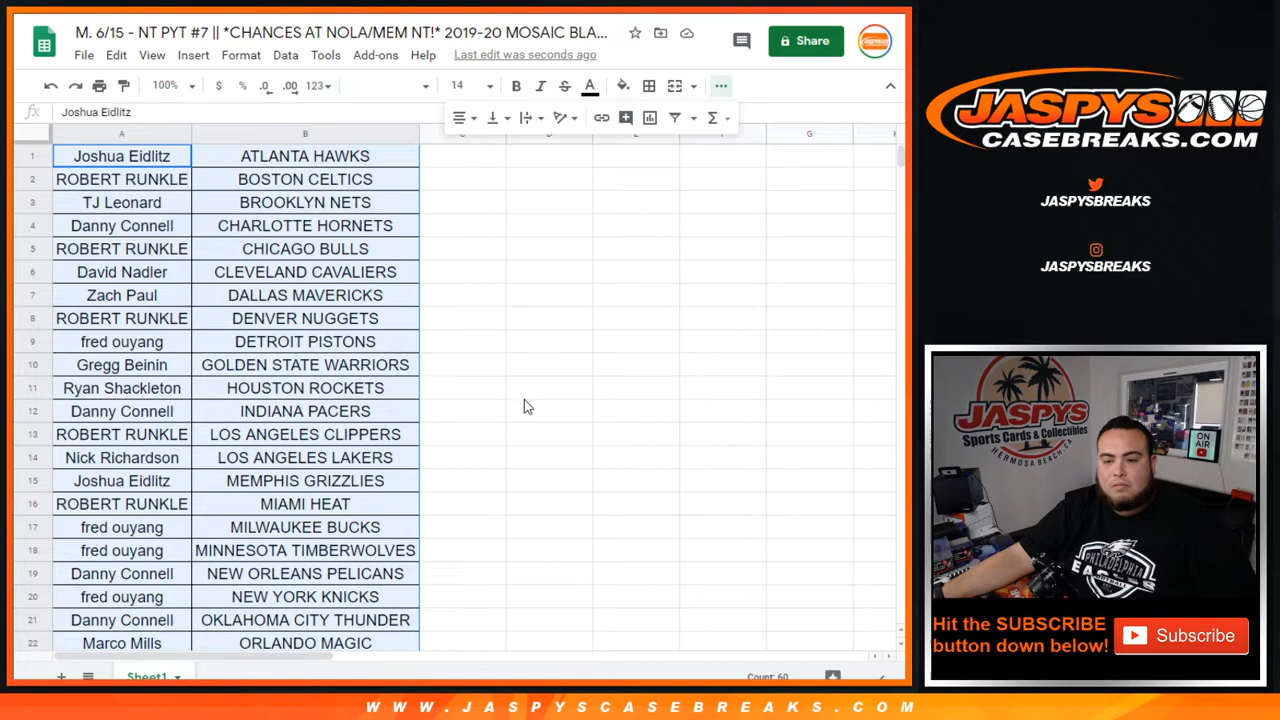 M. 6/15 - NT PYT #7 || *CHANCES AT NOLA/MEM NT!* 2019-20 MOSAIC BLA...
File Edit View Insert Format Data Tools Add-ons Help Last edit was seconds ago
Share
100% $ % .0 .00 123 14 B I S A
fx Joshua Eidlitz
A B G
1 Joshua Eidlitz ATLANTA HAWKS
2 ROBERT RUNKLE BOSTON CELTICS
3 TJ Leonard BROOKLYN NETS
4 Danny Connell CHARLOTTE HORNETS
5 ROBERT RUNKLE CHICAGO BULLS
6 David Nadler CLEVELAND CAVALIERS
7 Zach Paul DALLAS MAVERICKS
8 ROBERT RUNKLE DENVER NUGGETS
9 fred ouyang DETROIT PISTONS
10 Gregg Beinin GOLDEN STATE WARRIORS
11 Ryan Shackleton HOUSTON ROCKETS
12 Danny Connell INDIANA PACERS
13 ROBERT RUNKLE LOS ANGELES CLIPPERS
14 Nick Richardson LOS ANGELES LAKERS
15 Joshua Eidlitz MEMPHIS GRIZZLIES
16 ROBERT RUNKLE MIAMI HEAT
17 fred ouyang MILWAUKEE BUCKS
18 fred ouyang MINNESOTA TIMBERWOLVES
19 Danny Connell NEW ORLEANS PELICANS
20 fred ouyang NEW YORK KNICKS
21 Danny Connell OKLAHOMA CITY THUNDER
22 Marco Mills ORLANDO MAGIC
Sheet1 Count: 60
JASPYS
CASEBREAKS.COM
JASPYSBREAKS
JASPYSBREAKS
JASPYS
Sports Cards & Collectibles
HERMOSA BEACH, CA
ON AIR
PHILADELPHIA
EAGLES
FOOTBALL
Hit the SUBSCRIBE
button down below!
Subscribe
WWW.JASPYSCASEBREAKS.COM